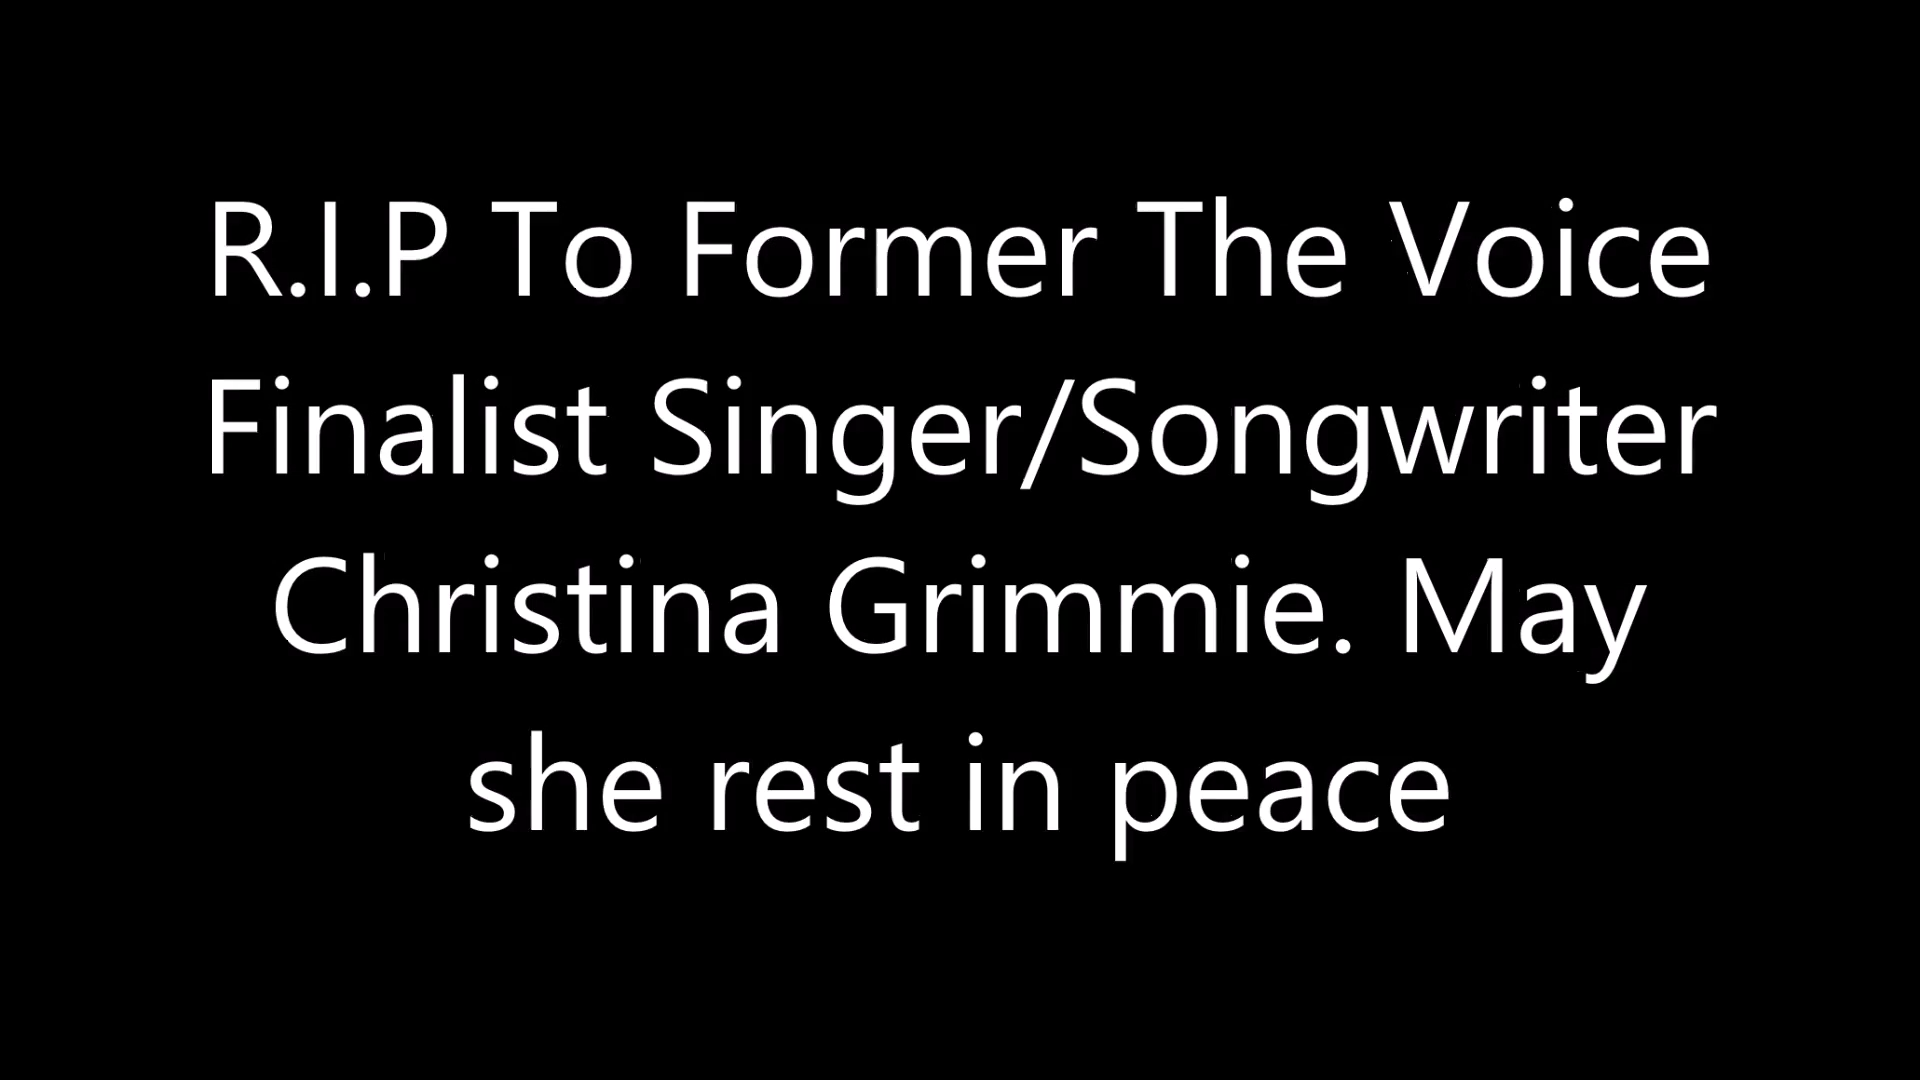 R.I.P To Former The Voice
Finalist Singer/Songwriter
Christina Grimmie. May
she rest in peace